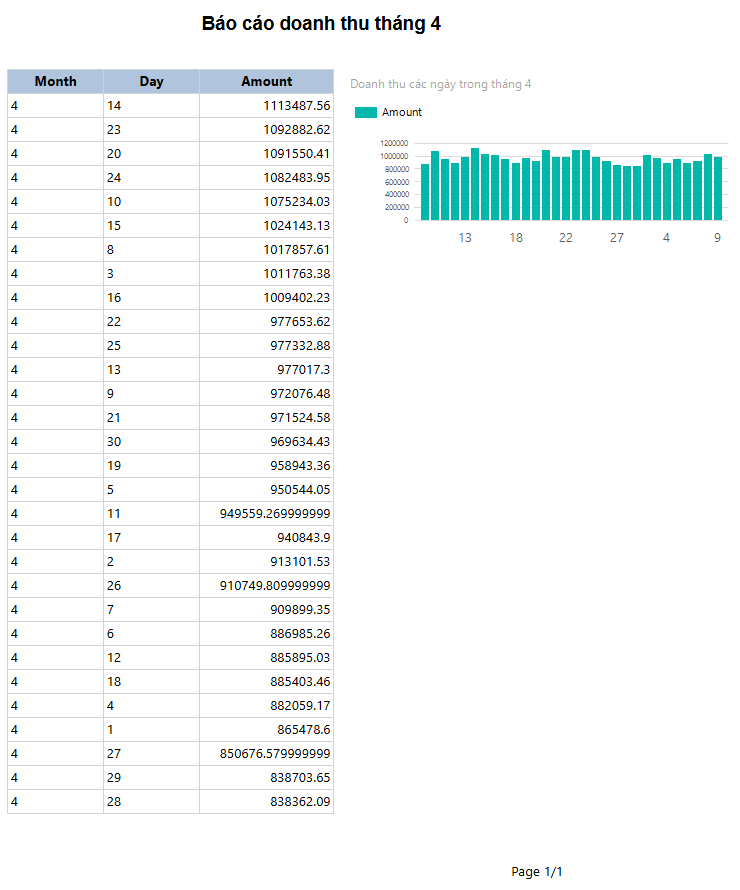 Báo cáo doanh thu tháng 4
Month Day Amount
4 14 1113487.56
4 23 1092882.62
4 20 1091550.41
4 24 1082483.95
4 10 1075234.03
4 15 1024143.13
4 8 1017857.61
4 3 1011763.38
4 16 1009402.23
4 22 977653.62
4 25 977332.88
4 13 977017.3
4 9 972076.48
4 21 971524.58
4 30 969634.43
4 19 958943.36
4 5 950544.05
4 11 949559.269999999
4 17 940843.9
4 2 913101.53
4 26 910749.809999999
4 7 909899.35
4 6 886985.26
4 12 885895.03
4 18 885403.46
4 4 882059.17
4 1 865478.6
4 27 850676.579999999
4 29 838703.65
4 28 838362.09
Doanh thu các ngày trong tháng 4
Amount
1200000
1000000
800000
600000
400000
200000
0
13 18 22 27 4 9
Page 1/1